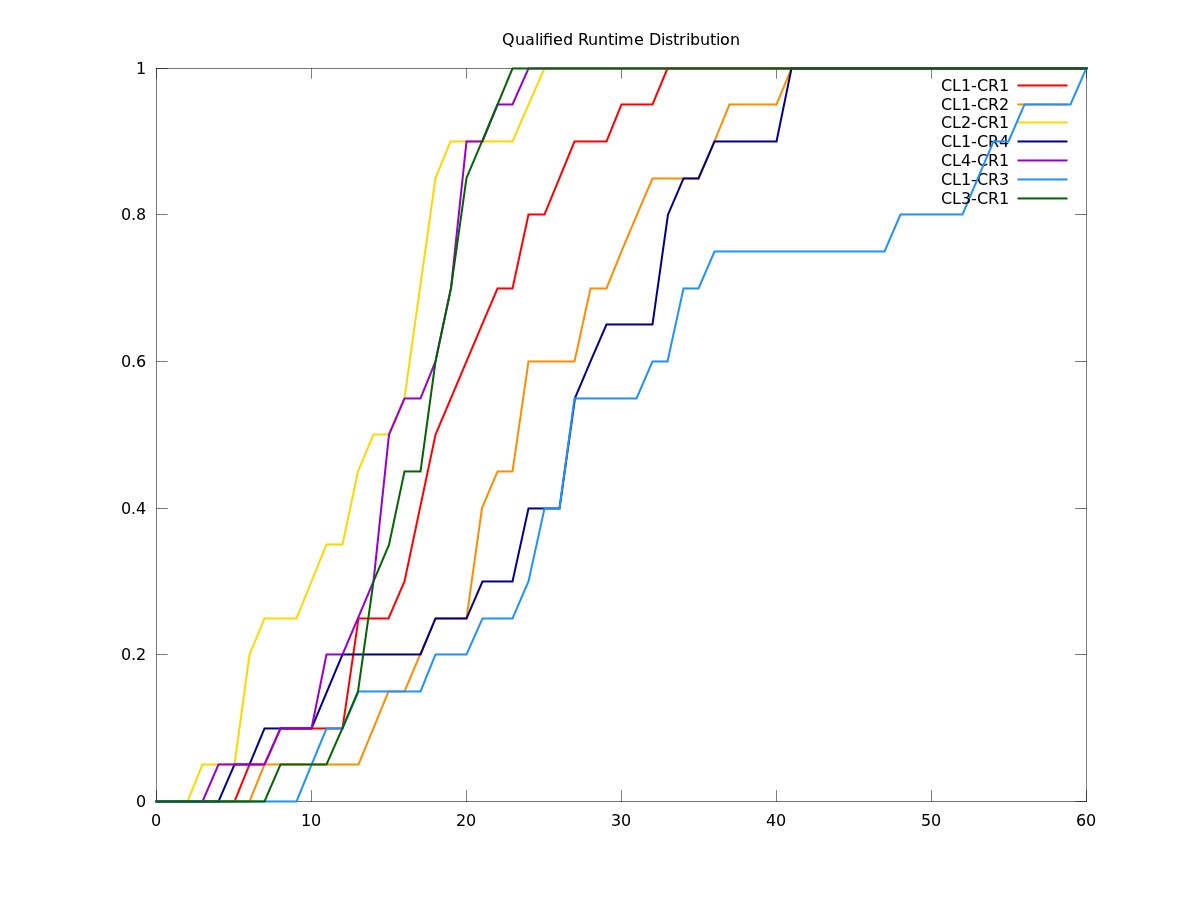 Qualified Runtime Distribution
1
0.8
0.6
0.4
0.2
0
0 10 20 30 40 50 60
CL1-CR1
CL1-CR2
CL2-CR1
CL1-CR4
CL4-CR1
CL1-CR3
CL3-CR1